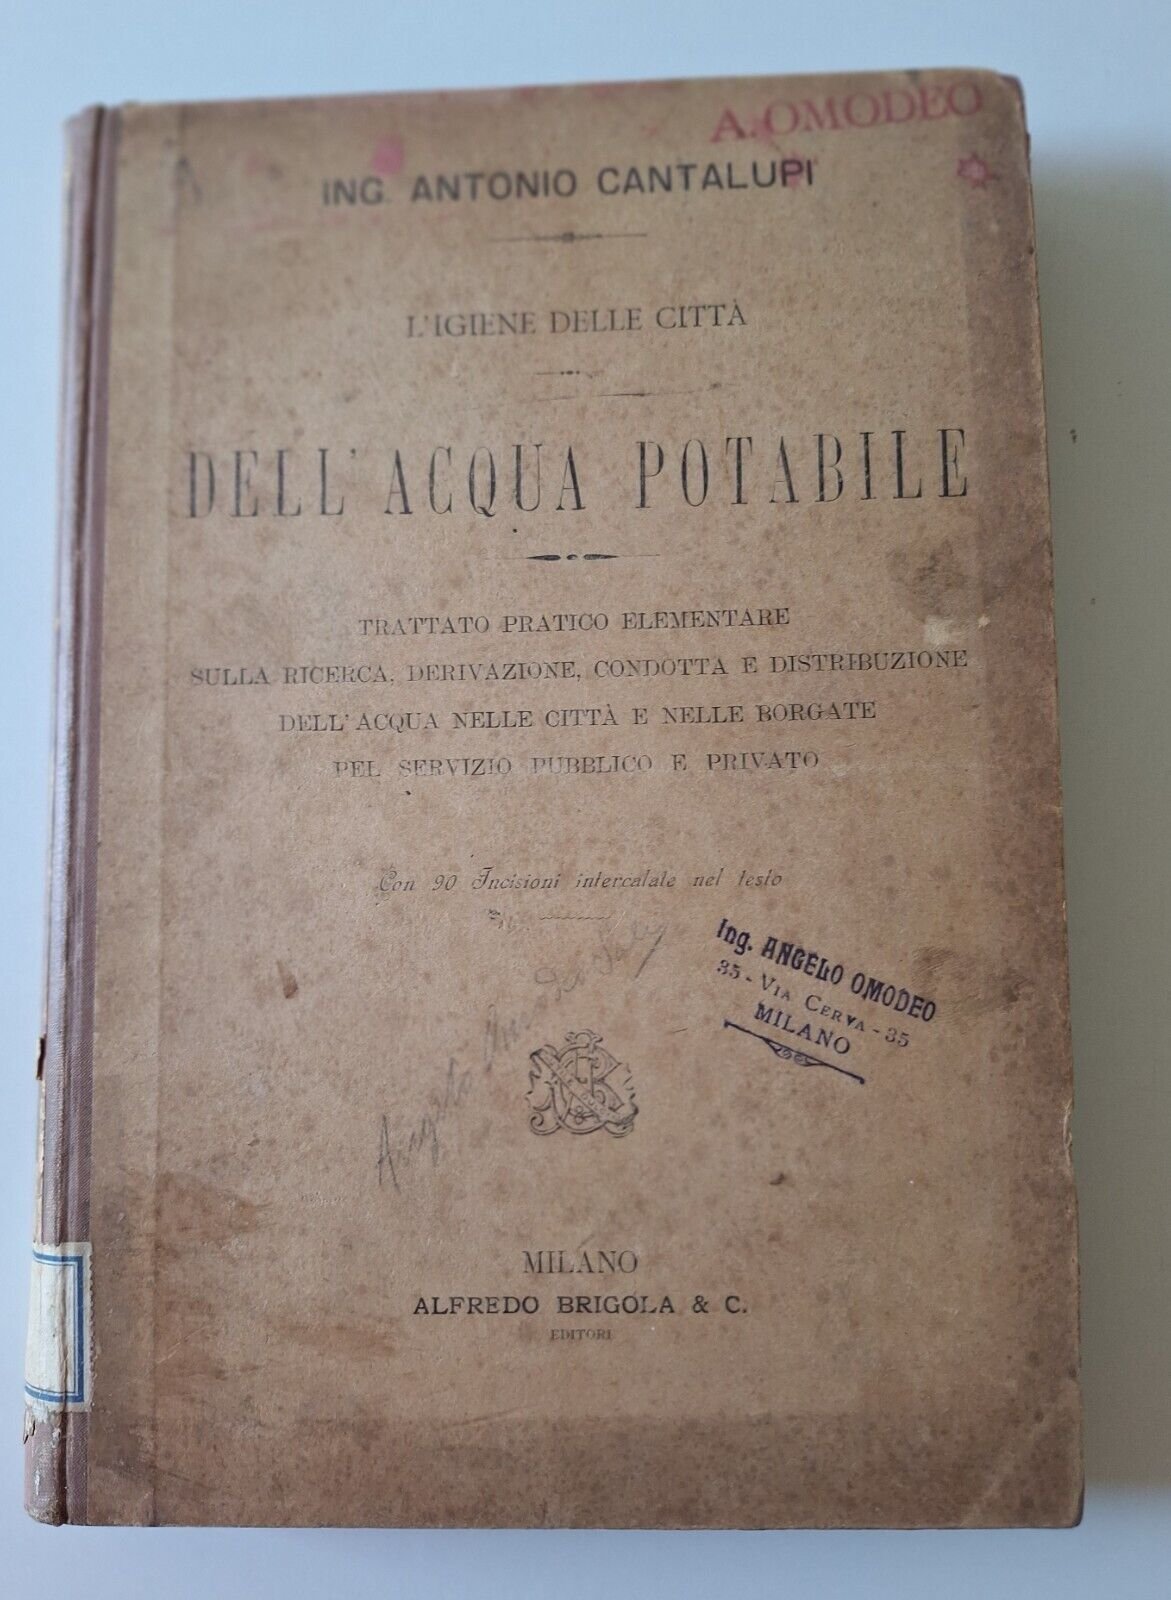 A. OMODEO
ING. ANTONIO CANTALUPI
L'IGIENE DELLE CITTÀ
DELL'ACQUA POTABILE
TRATTATO PRATICO ELEMENTARE
SULLA RICERCA, DERIVAZIONE, CONDOTTA E DISTRIBUZIONE
DELL'ACQUA NELLE CITTÀ E NELLE BORGATE
PEL SERVIZIO PUBBLICO E PRIVATO
Con 90 Incisioni intercalate nel testo
Ing. ANGELO OMODEO
35 - VIA CERVA - 35
MILANO
Angelo
MILANO
ALFREDO BRIGOLA & C.
EDITORI